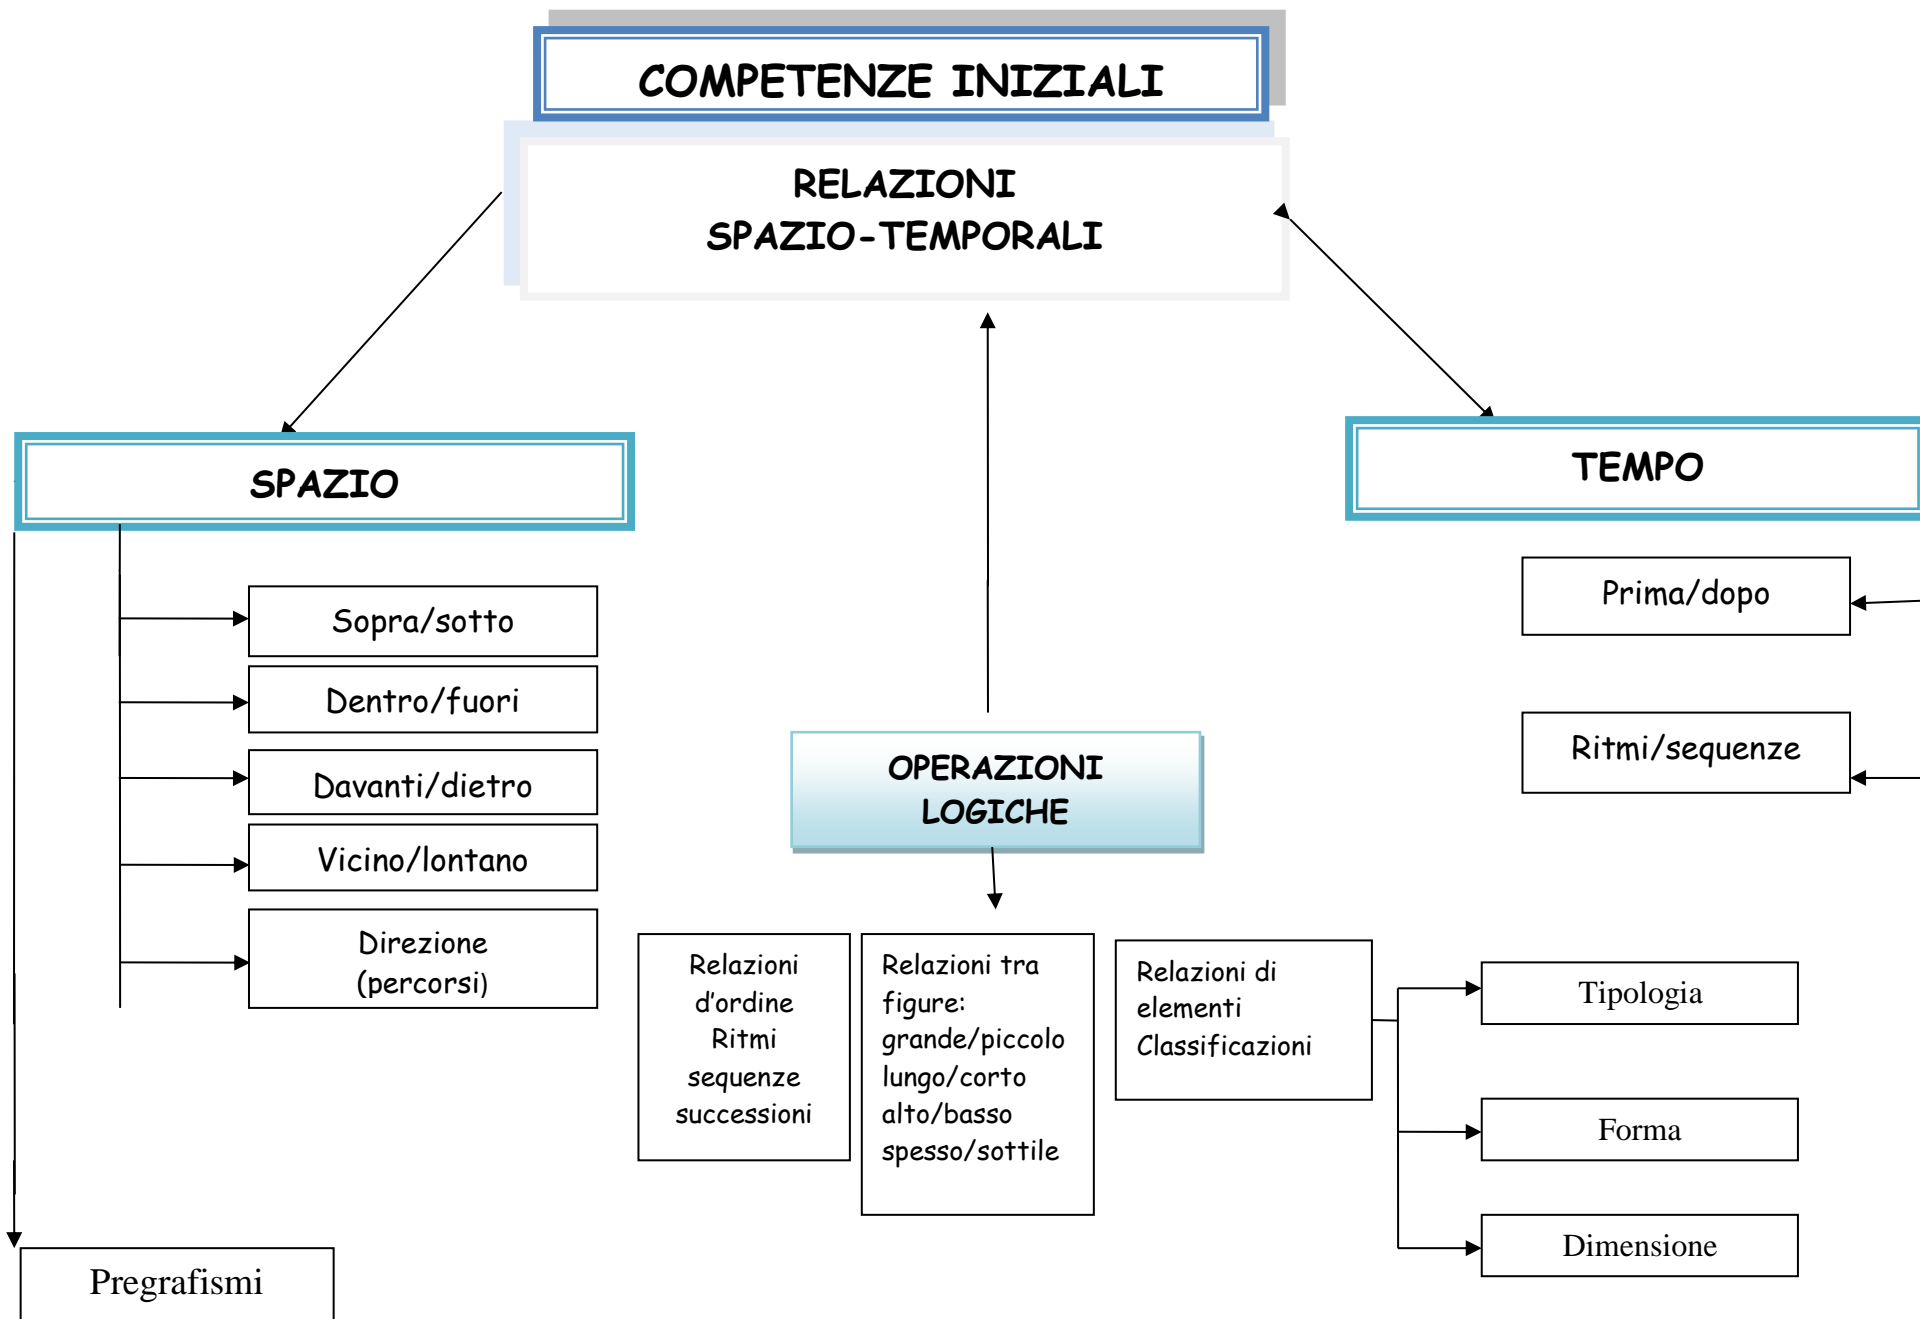 COMPETENZE INIZIALI
RELAZIONI
SPAZIO-TEMPORALI
SPAZIO
TEMPO
Sopra/sotto
Dentro/fuori
Davanti/dietro
Vicino/lontano
Direzione
(percorsi)
Pregrafismi
Prima/dopo
Ritmi/sequenze
OPERAZIONI
LOGICHE
Relazioni
d'ordine
Ritmi
sequenze
successioni
Relazioni tra
figure:
grande/piccolo
lungo/corto
alto/basso
spesso/sottile
Relazioni di
elementi
Classificazioni
Tipologia
Forma
Dimensione